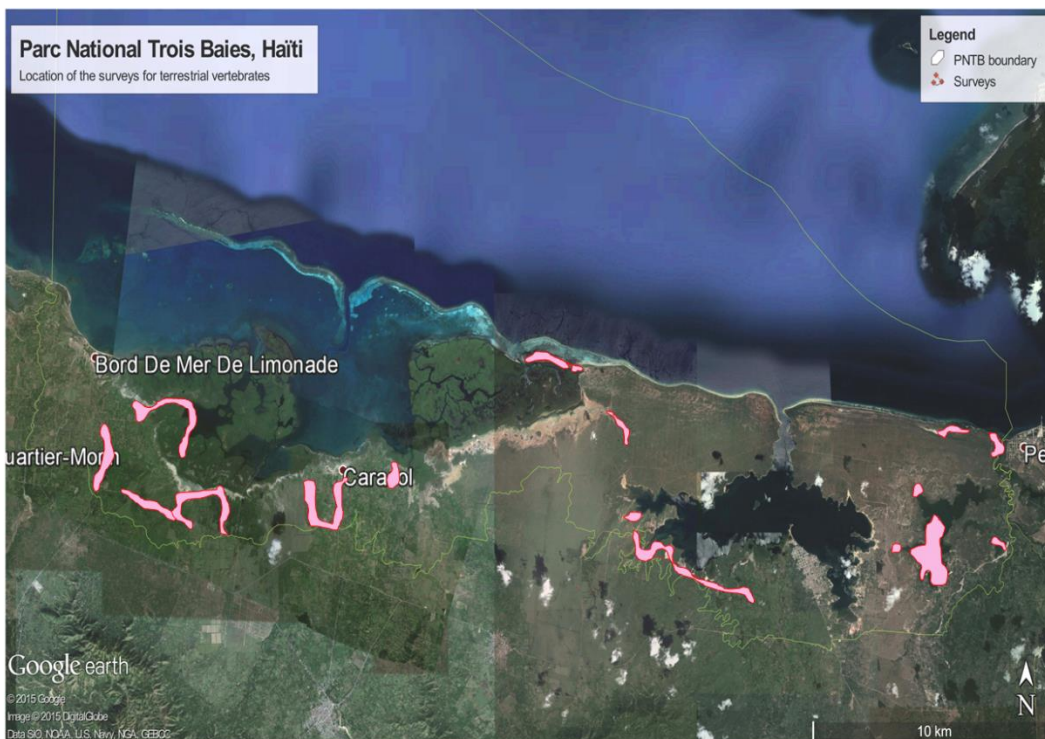 Parc National Trois Baies, Haïti
Location of the surveys for terrestrial vertebrates
Legend
PNTB boundary
Surveys
Bord De Mer De Limonade
uartier-Morin
Caracol
Pe
Google earth
© 2015 Google
Image © 2015 DigitalGlobe
Data SIO, NOAA, U.S. Navy, NGA, GEBCO
N
10 km